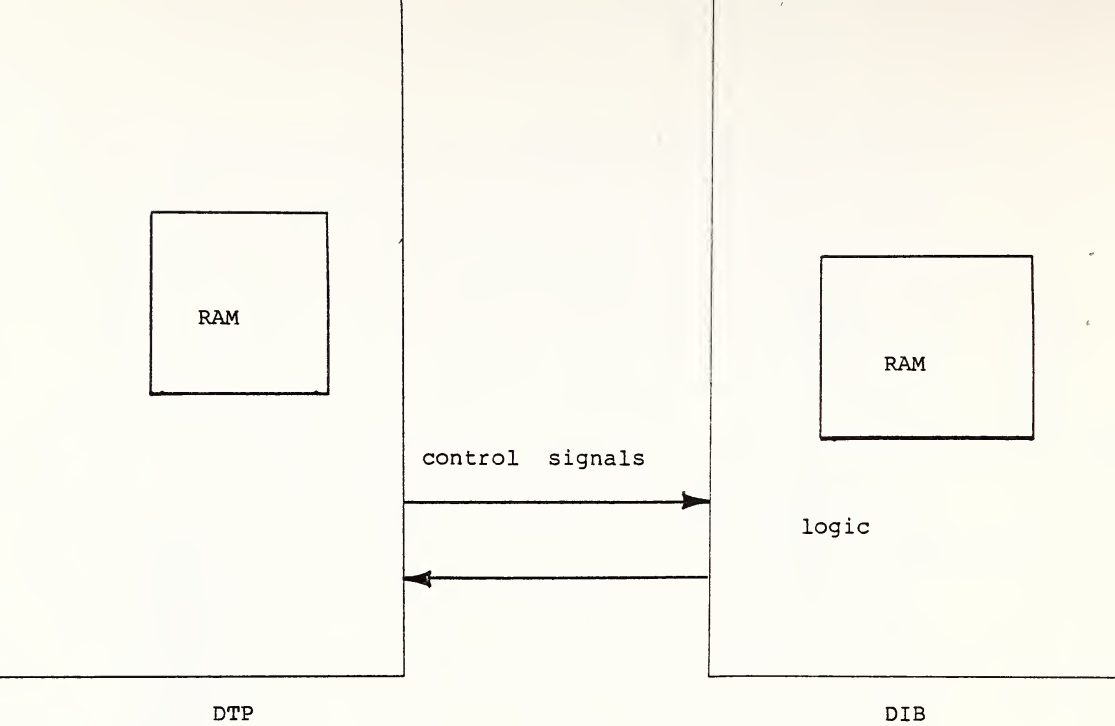 RAM
RAM
control signals
logic
DTP
DIB